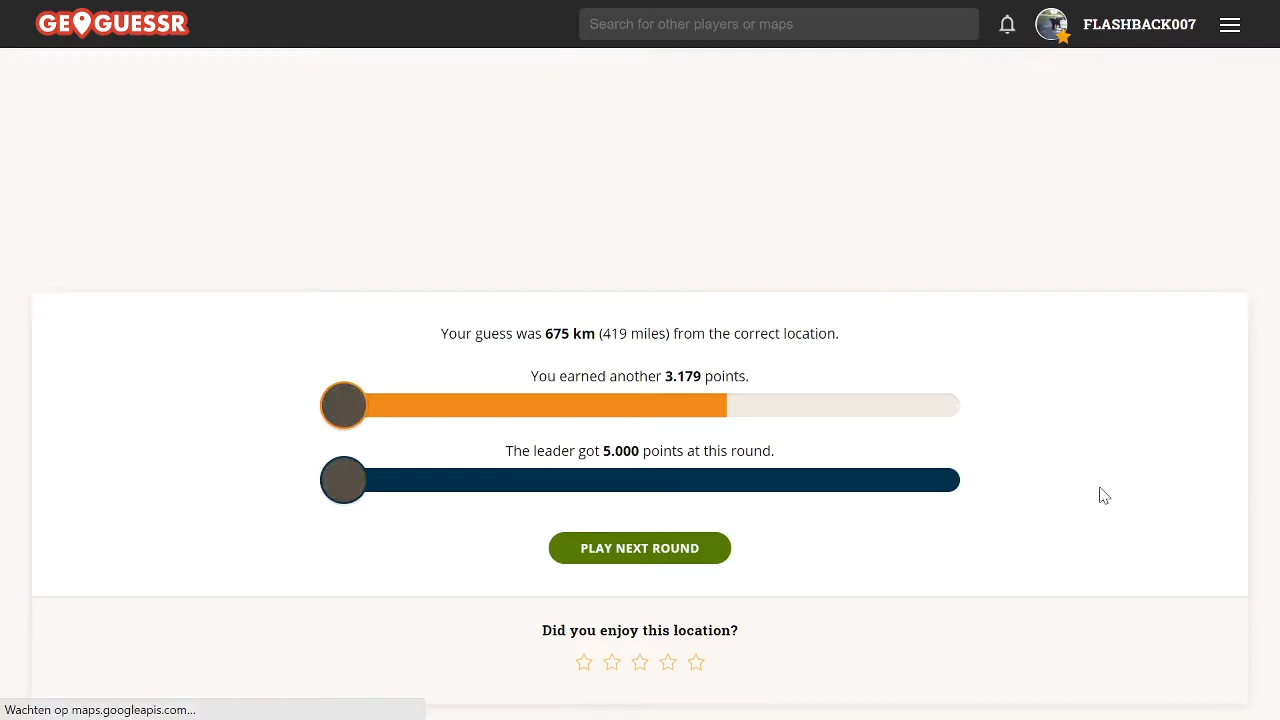 GEOGUESSR
Search for other players or maps
FLASHBACK007
Your guess was 675 km (419 miles) from the correct location.
You earned another 3.179 points.
The leader got 5.000 points at this round.
PLAY NEXT ROUND
Did you enjoy this location?
Wachten op maps.googleapis.com...